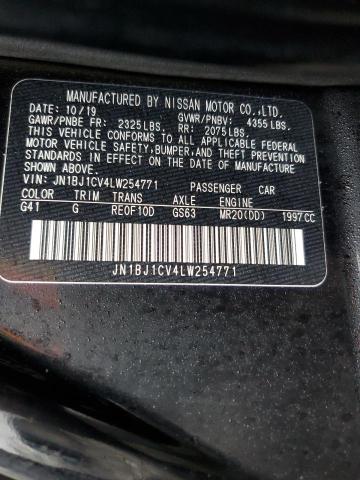 MANUFACTURED BY NISSAN MOTOR CO.,LTD.
DATE: 10/19 GVWR/PNBV: 4355 LBS.
GAWR/PNBE FR: 2325LBS. RR: 2075LBS.
THIS VEHICLE CONFORMS TO ALL APPLICABLE FEDERAL
MOTOR VEHICLE SAFETY,BUMPER,AND THEFT PREVENTION
STANDARDS IN EFFECT ON THE DATE OF MANUFACTURE
SHOWN ABOVE.
VIN: JN1BJ1CV4LW254771 PASSENGER CAR
COLOR TRIM TRANS AXLE ENGINE
G41 G RE0F10D GS63 MR20(DD) 1997CC
JN1BJ1CV4LW254771